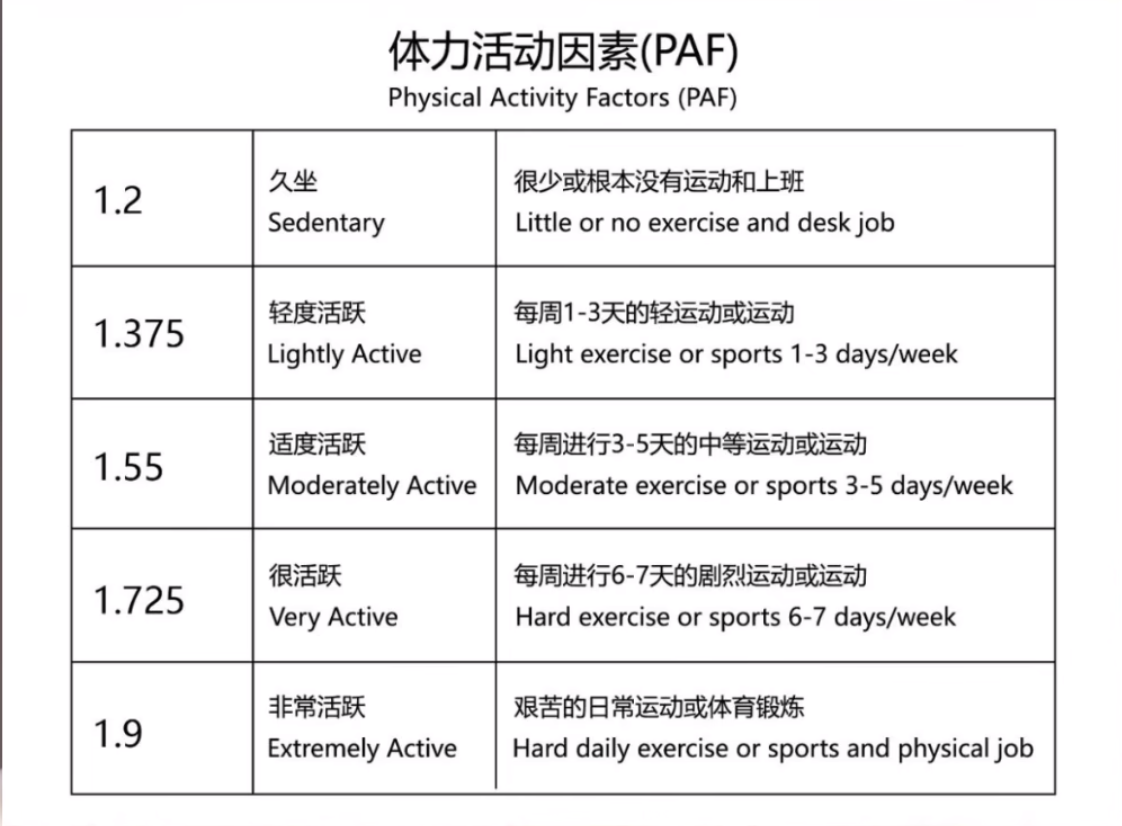 体力活动因素(PAF)
Physical Activity Factors (PAF)
1.2
久坐
Sedentary
很少或根本没有运动和上班
Little or no exercise and desk job
1.375
轻度活跃
Lightly Active
每周1-3天的轻运动或运动
Light exercise or sports 1-3 days/week
1.55
适度活跃
Moderately Active
每周进行3-5天的中等运动或运动
Moderate exercise or sports 3-5 days/week
1.725
很活跃
Very Active
每周进行6-7天的剧烈运动或运动
Hard exercise or sports 6-7 days/week
1.9
非常活跃
Extremely Active
艰苦的日常运动或体育锻炼
Hard daily exercise or sports and physical job